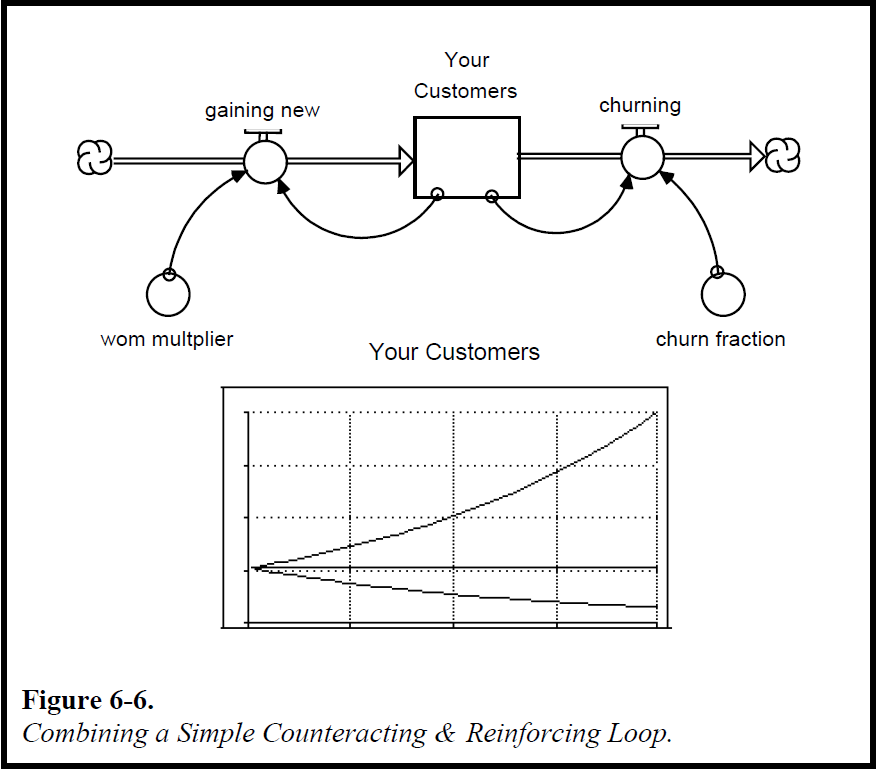 Your
Customers
gaining new
churning
wom multplier
churn fraction
Your Customers
Figure 6-6.
Combining a Simple Counteracting & Reinforcing Loop.